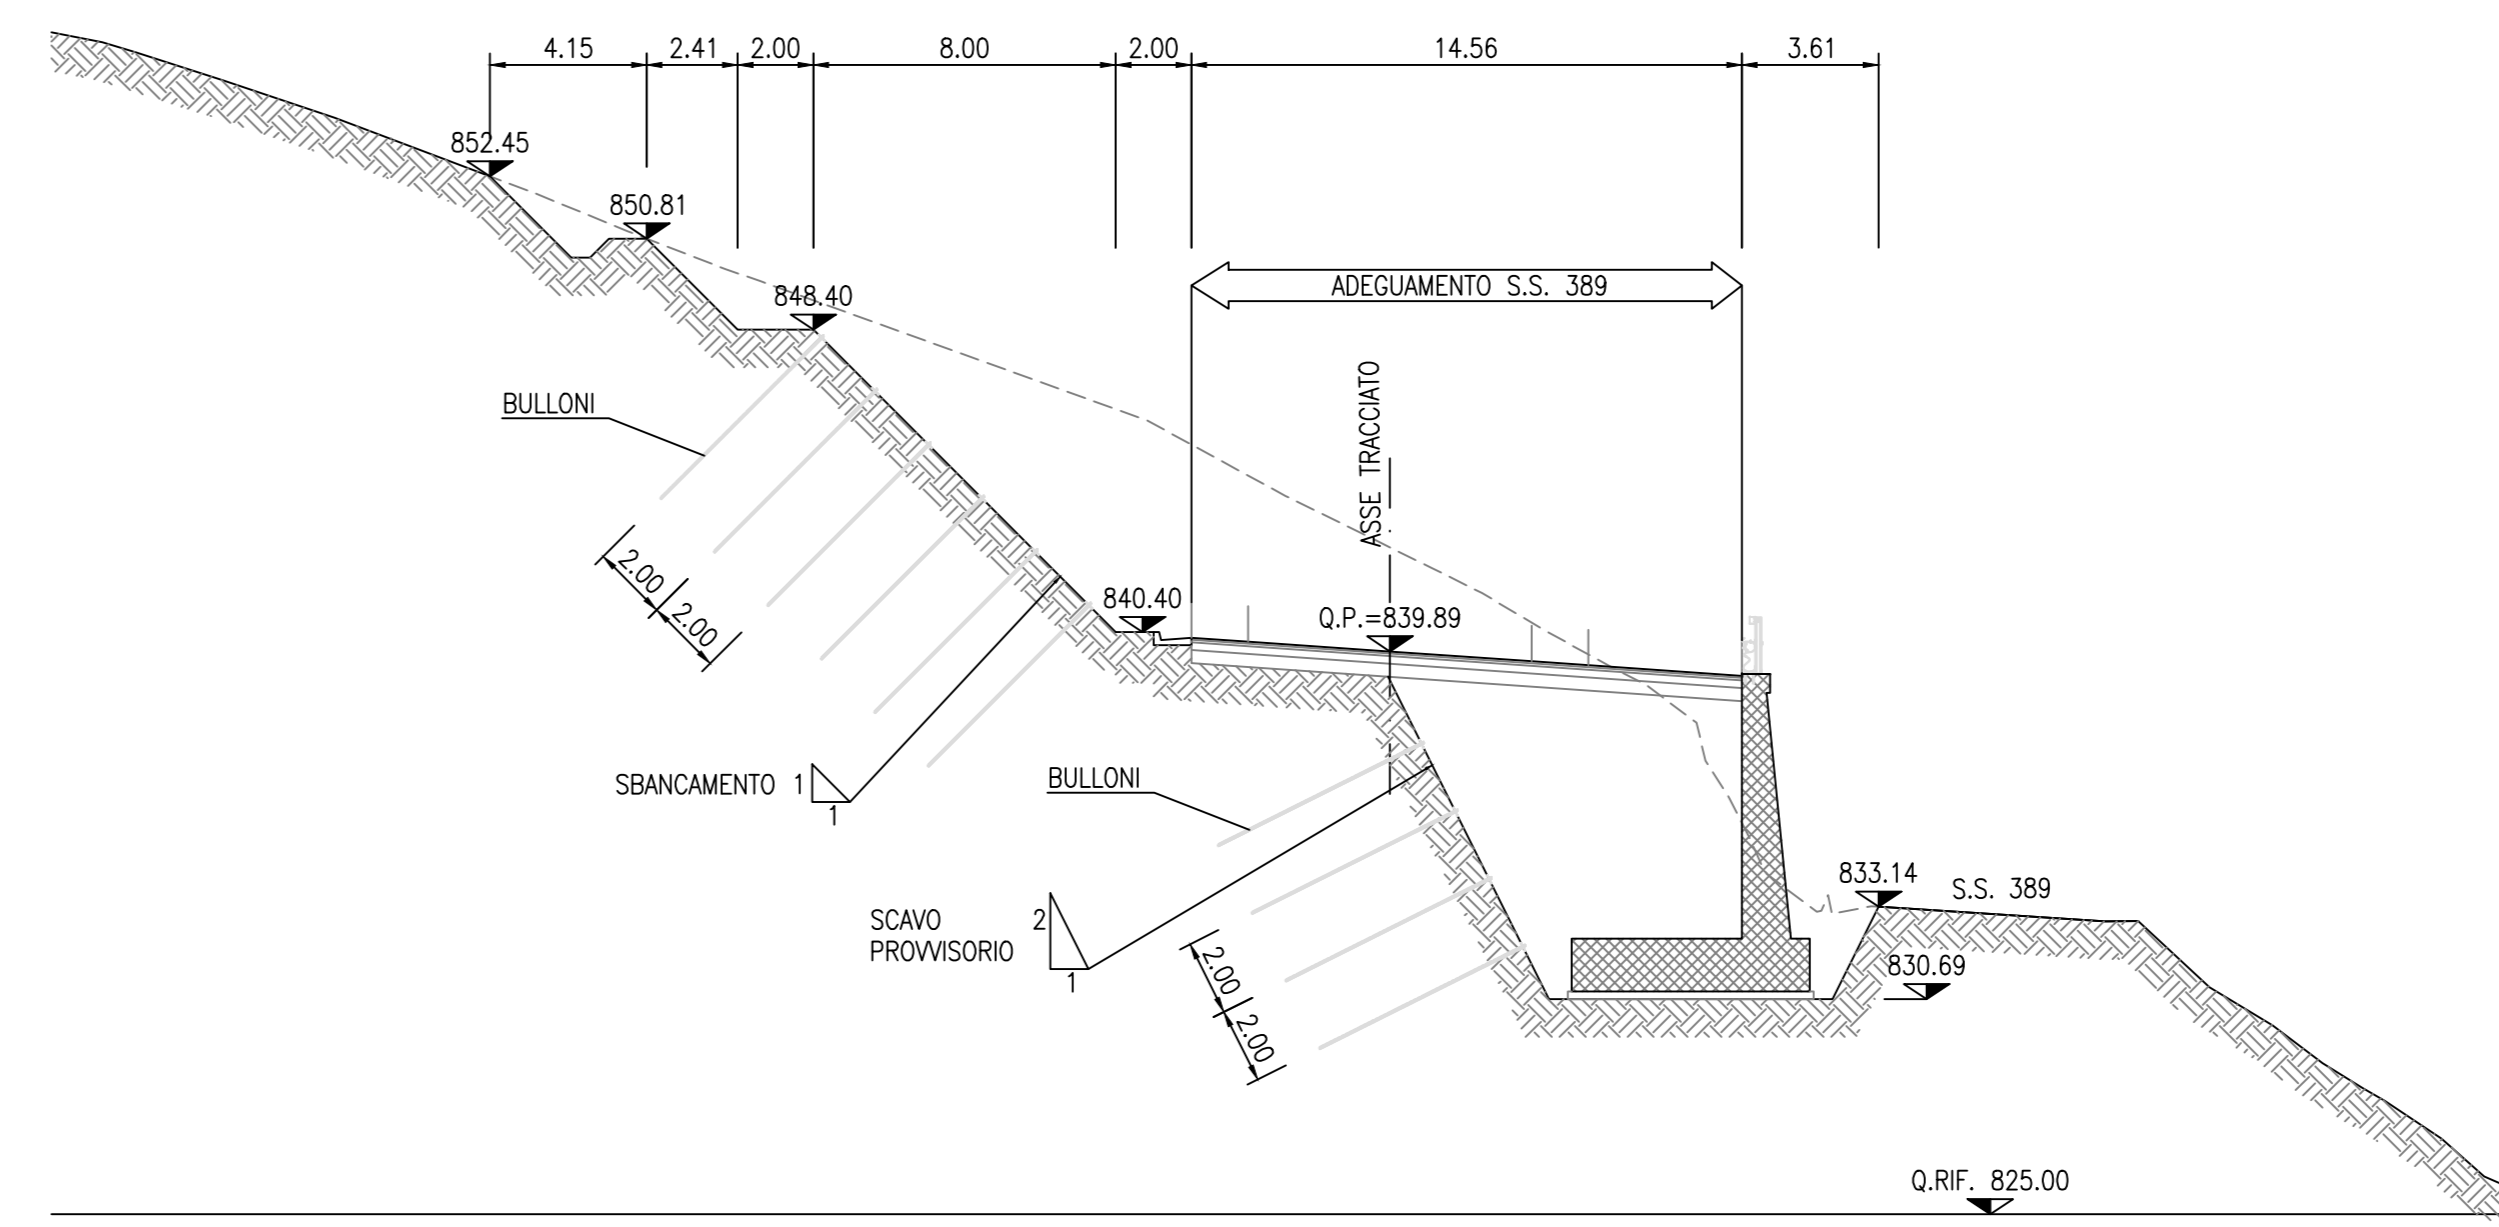 4.15 2.41 2.00 8.00 2.00 14.56 3.61
852.45
850.81
848.40
ADEGUAMENTO S.S. 389
BULLONI
ASSE TRACCIATO
2.00
2.00
840.40
Q.P.=839.89
SBANCAMENTO 1
1
BULLONI
833.14
S.S. 389
SCAVO
PROVVISORIO
2
1
830.69
2.00
2.00
Q.RIF. 825.00